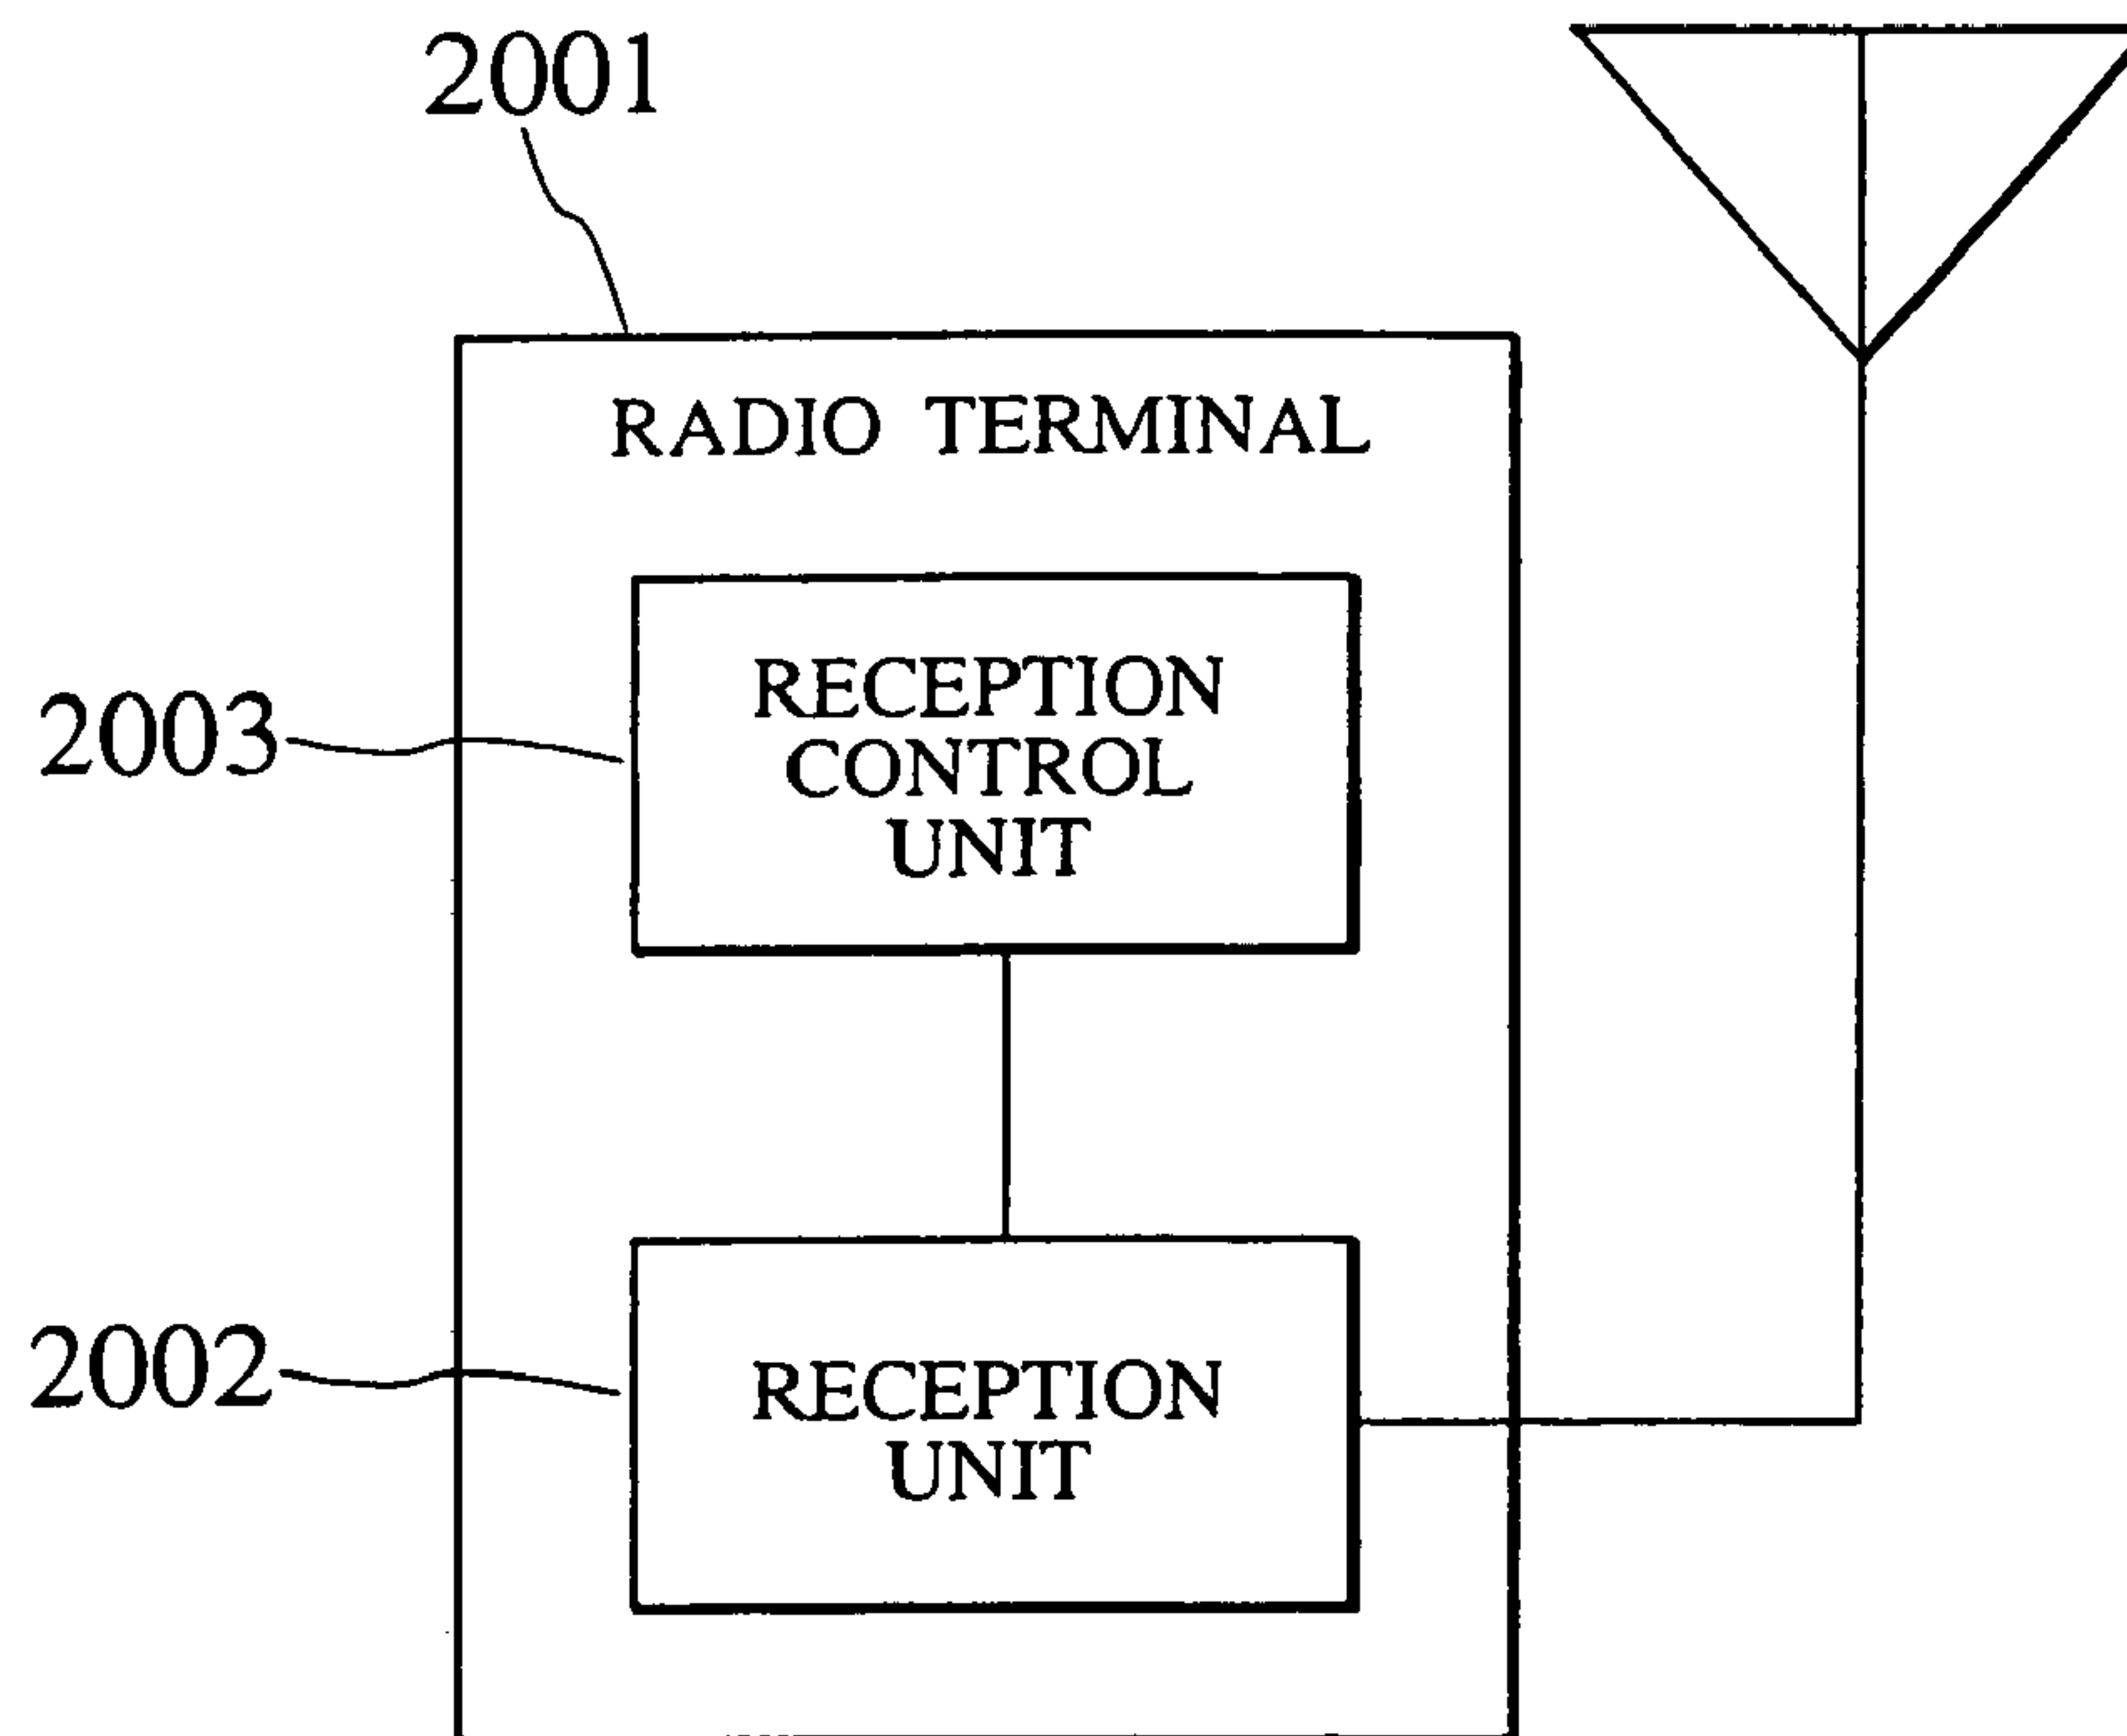 2001
RADIO TERMINAL
2003
RECEPTION
CONTROL
UNIT
2002
RECEPTION
UNIT